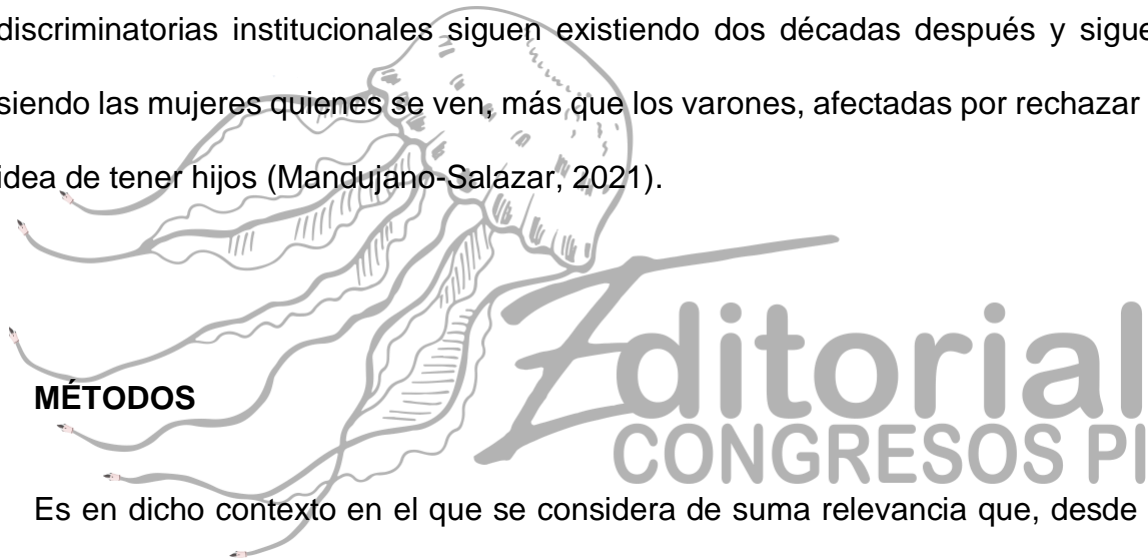 discriminatorias institucionales siguen existiendo dos décadas después y sigue
siendo las mujeres quienes se ven, más que los varones, afectadas por rechazar
idea de tener hijos (Mandujano-Salazar, 2021).
Editorial
MÉTODOS
CONGRESOS PI
Es en dicho contexto en el que se considera de suma relevancia que, desde